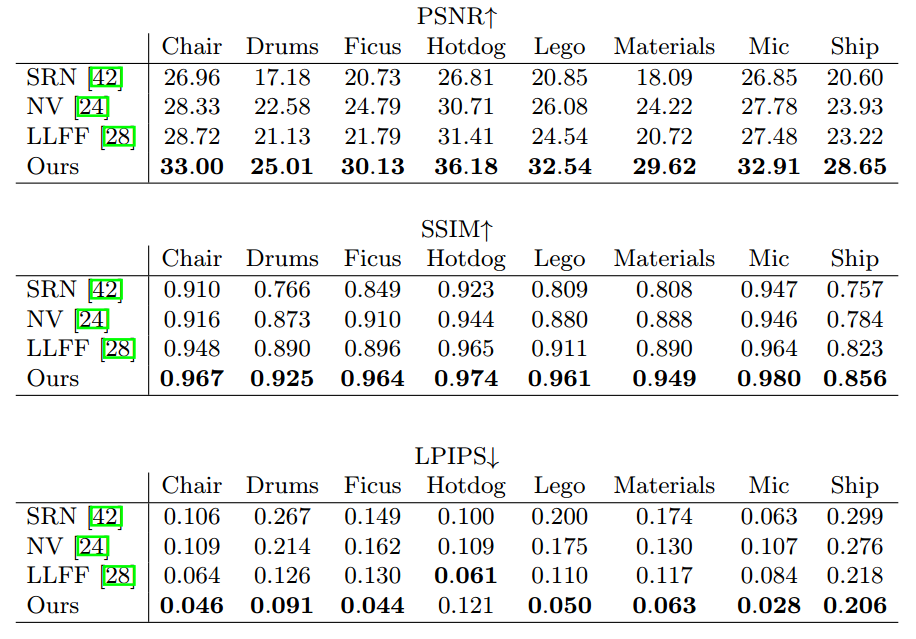 PSNR↑
Chair Drums Ficus Hotdog Lego Materials Mic Ship
SRN [42] 26.96 17.18 20.73 26.81 20.85 18.09 26.85 20.60
NV [24] 28.33 22.58 24.79 30.71 26.08 24.22 27.78 23.93
LLFF [28] 28.72 21.13 21.79 31.41 24.54 20.72 27.48 23.22
Ours 33.00 25.01 30.13 36.18 32.54 29.62 32.91 28.65
SSIM↑
Chair Drums Ficus Hotdog Lego Materials Mic Ship
SRN [42] 0.910 0.766 0.849 0.923 0.809 0.808 0.947 0.757
NV [24] 0.916 0.873 0.910 0.944 0.880 0.888 0.946 0.784
LLFF [28] 0.948 0.890 0.896 0.965 0.911 0.890 0.964 0.823
Ours 0.967 0.925 0.964 0.974 0.961 0.949 0.980 0.856
LPIPS↓
Chair Drums Ficus Hotdog Lego Materials Mic Ship
SRN [42] 0.106 0.267 0.149 0.100 0.200 0.174 0.063 0.299
NV [24] 0.109 0.214 0.162 0.109 0.175 0.130 0.107 0.276
LLFF [28] 0.064 0.126 0.130 0.061 0.110 0.117 0.084 0.218
Ours 0.046 0.091 0.044 0.121 0.050 0.063 0.028 0.206